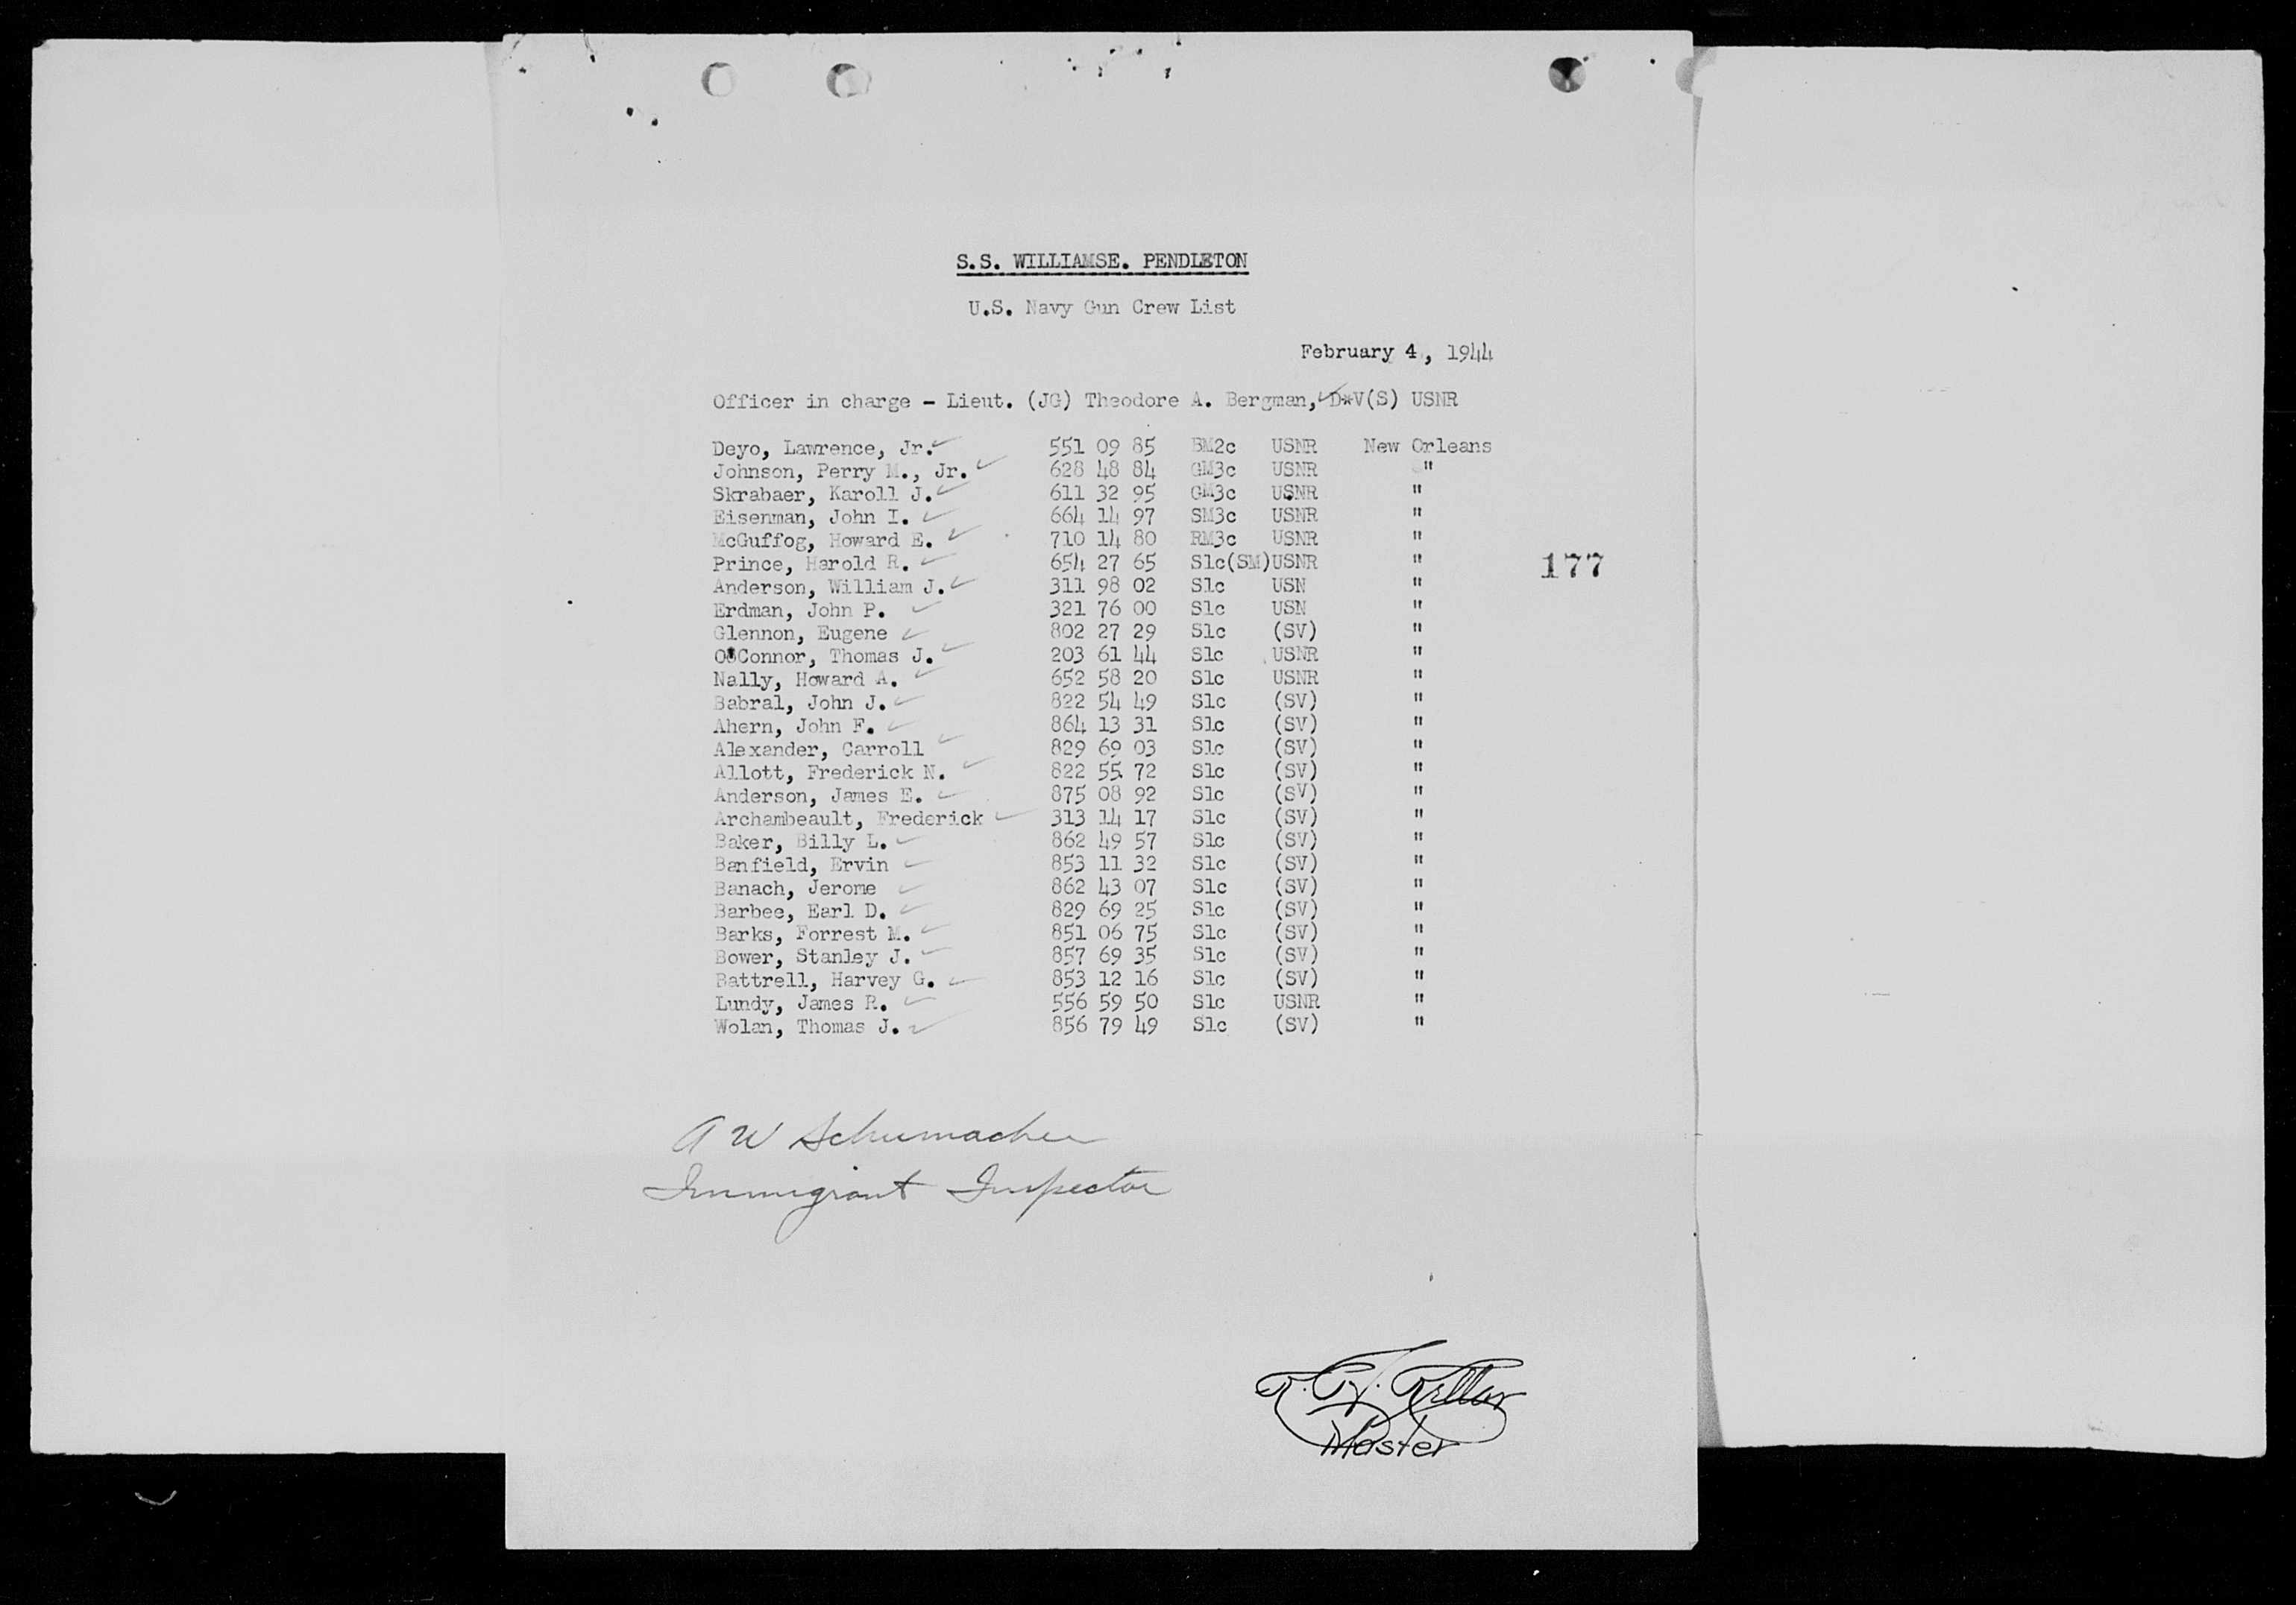 S.S. WILLIAMSE. PENDLETON
U.S. Navy Gun Crew List
February 4, 1944
Officer in charge - Lieut. (JG) Theodore A. Bergman, D*V(S) USNR
Deyo, Lawrence, Jr. 551 09 85 BM2c USNR New Orleans
Johnson, Perry M., Jr. 628 48 84 GM3c USNR "
Skrabaer, Karoll J. 611 32 95 GM3c USNR "
Eisenman, John I. 664 14 97 SM3c USNR "
McGuffog, Howard E. 710 14 80 RM3c USNR "
Prince, Harold R. 654 27 65 S1c(SM)USNR "
177
Anderson, William J. 311 98 02 S1c USN "
Erdman, John P. 321 76 00 S1c USN "
Glennon, Eugene 802 27 29 S1c (SV) "
O'Connor, Thomas J. 203 61 44 S1c USNR "
Nally, Howard A. 652 58 20 S1c USNR "
Babral, John J. 822 54 49 S1c (SV) "
Ahern, John F. 864 13 31 S1c (SV) "
Alexander, Carroll 829 69 03 S1c (SV) "
Allott, Frederick N. 822 55 72 S1c (SV) "
Anderson, James E. 875 08 92 S1c (SV) "
Archambeault, Frederick 313 14 17 S1c (SV) "
Baker, Billy L. 862 49 57 S1c (SV) "
Banfield, Ervin 853 11 32 S1c (SV) "
Banach, Jerome 862 43 07 S1c (SV) "
Barbee, Earl D. 829 69 25 S1c (SV) "
Barks, Forrest M. 851 06 75 S1c (SV) "
Bower, Stanley J. 857 69 35 S1c (SV) "
Battrell, Harvey G. 853 12 16 S1c (SV) "
Lundy, James R. 556 59 50 S1c USNR "
Wolan, Thomas J. 856 79 49 S1c (SV) "
A W Schumacher
Immigrant Inspector
Master